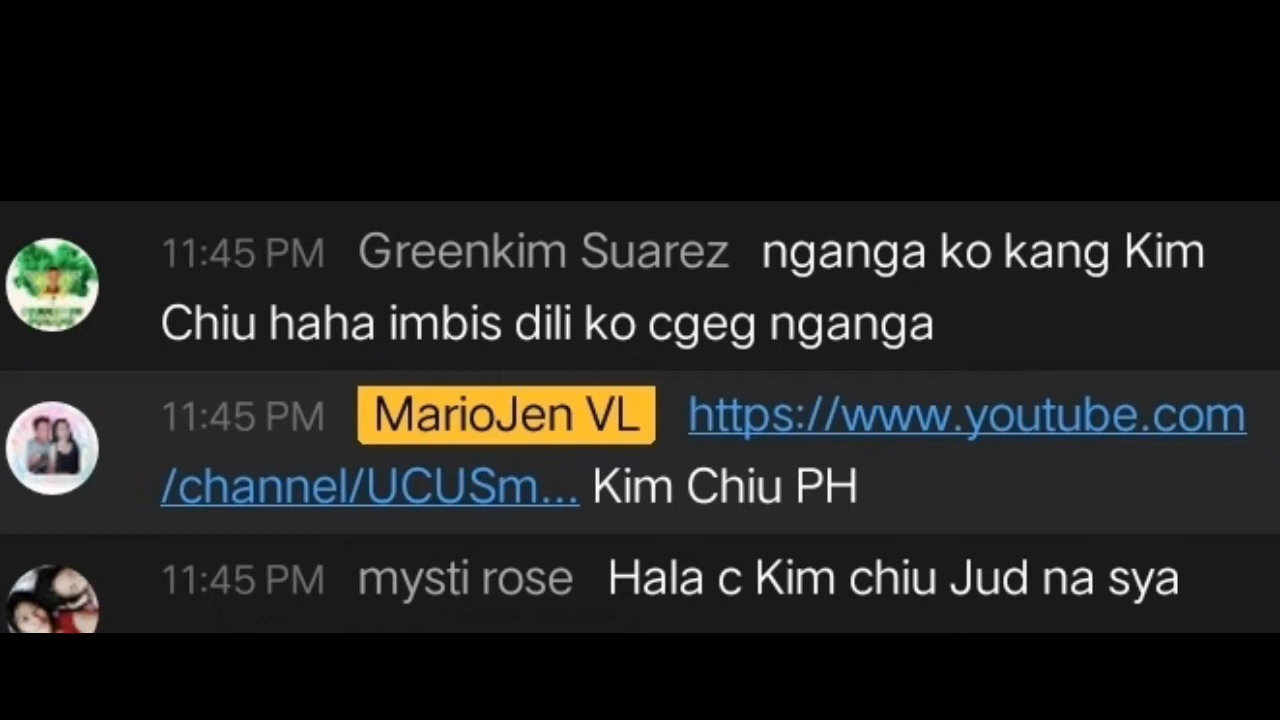 11:45 PM Greenkim Suarez nganga ko kang Kim
Chiu haha imbis dili ko cgeg nganga
11:45 PM MarioJen VL https://www.youtube.com
/channel/UCUSm... Kim Chiu PH
11:45 PM mysti rose Hala c Kim chiu Jud na sya